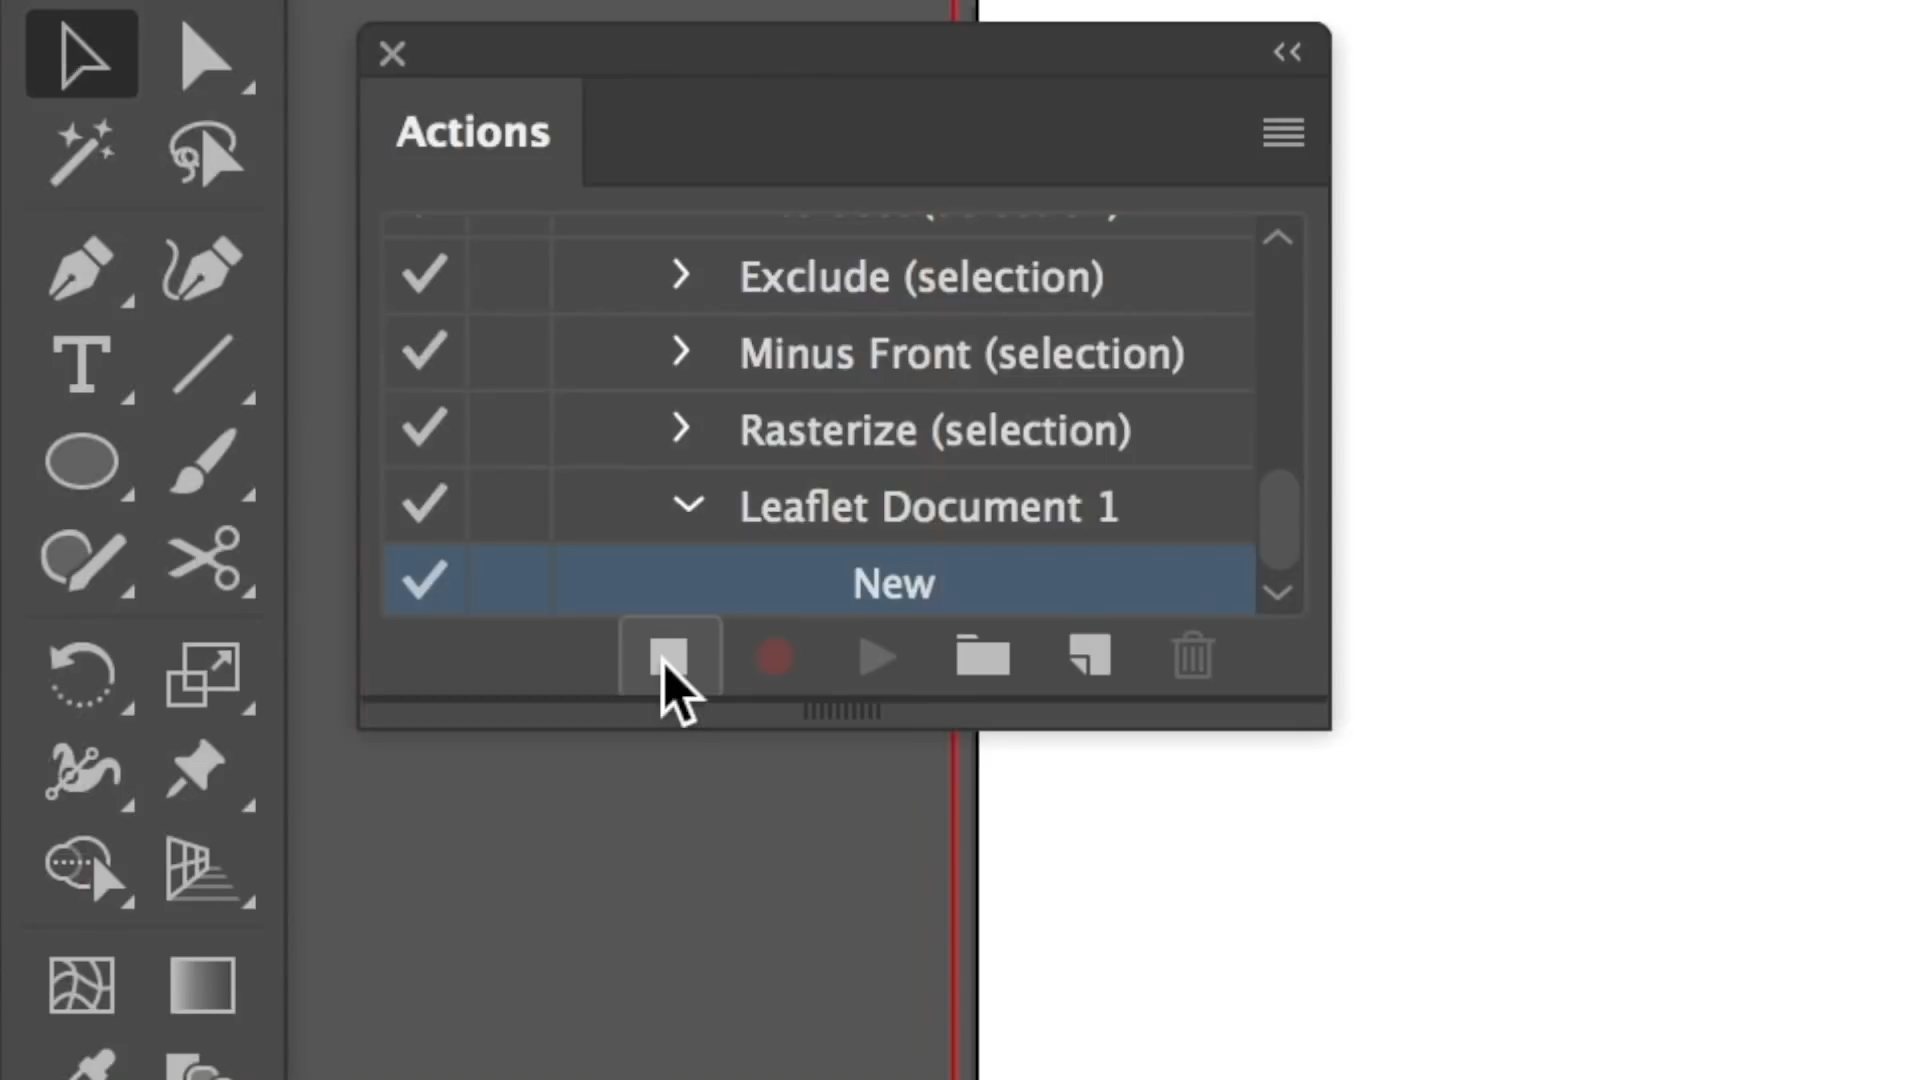 Actions
Exclude (selection)
Minus Front (selection)
Rasterize (selection)
Leaflet Document 1
New